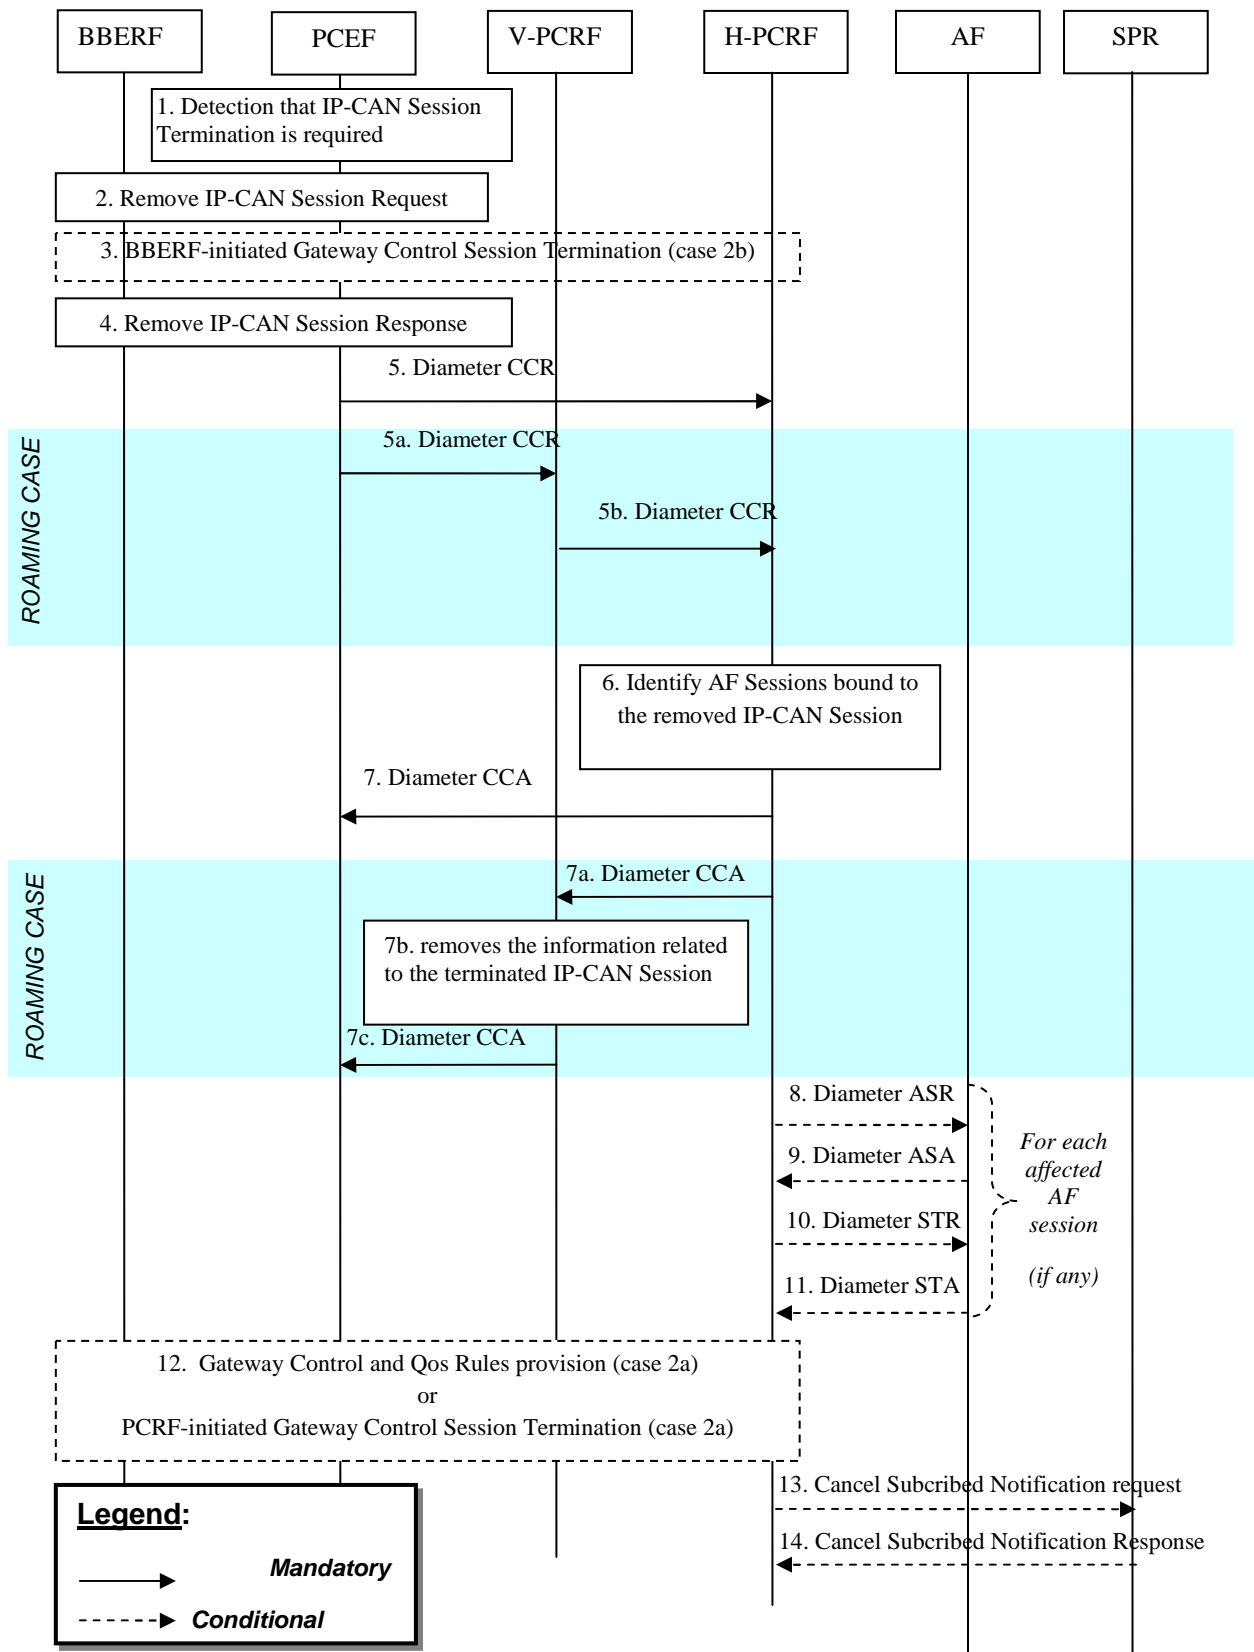 BBERF
PCEF
V-PCRF
H-PCRF
AF
SPR
1. Detection that IP-CAN Session
Termination is required
2. Remove IP-CAN Session Request
3. BBERF-initiated Gateway Control Session Termination (case 2b)
4. Remove IP-CAN Session Response
5. Diameter CCR
ROAMING CASE
5a. Diameter CCR
5b. Diameter CCR
6. Identify AF Sessions bound to
the removed IP-CAN Session
7. Diameter CCA
ROAMING CASE
7a. Diameter CCA
7b. removes the information related
to the terminated IP-CAN Session
7c. Diameter CCA
8. Diameter ASR
9. Diameter ASA
10. Diameter STR
11. Diameter STA
For each
affected
AF
session
(if any)
12. Gateway Control and Qos Rules provision (case 2a)
or
PCRF-initiated Gateway Control Session Termination (case 2a)
13. Cancel Subcribed Notification request
14. Cancel Subcribed Notification Response
Legend:
Mandatory
Conditional